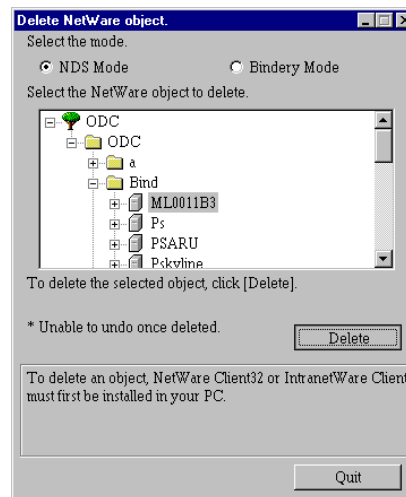 Delete NetWare object.
Select the mode.
NDS Mode
Bindery Mode
Select the NetWare object to delete.
ODC
ODC
a
Bind
ML0011B3
Ps
PSARU
Pskyline
To delete the selected object, click [Delete].
* Unable to undo once deleted.
Delete
To delete an object, NetWare Client32 or IntranetWare Client
must first be installed in your PC.
Quit